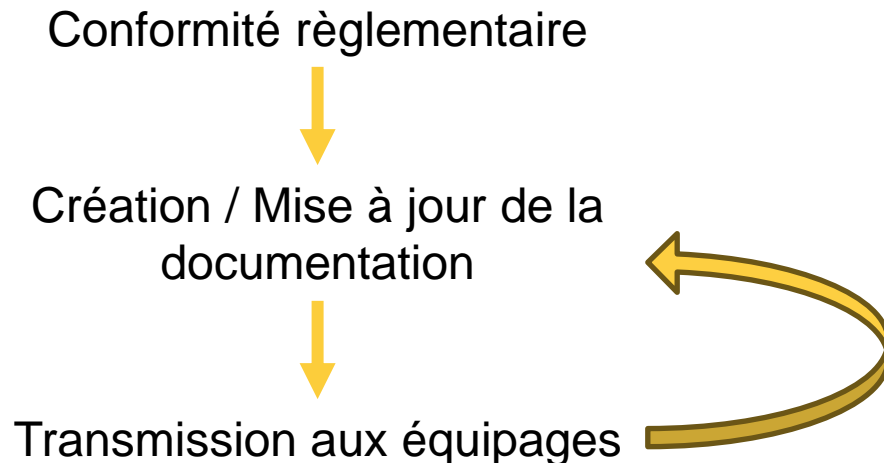 Conformité règlementaire
Création / Mise à jour de la
documentation
Transmission aux équipages